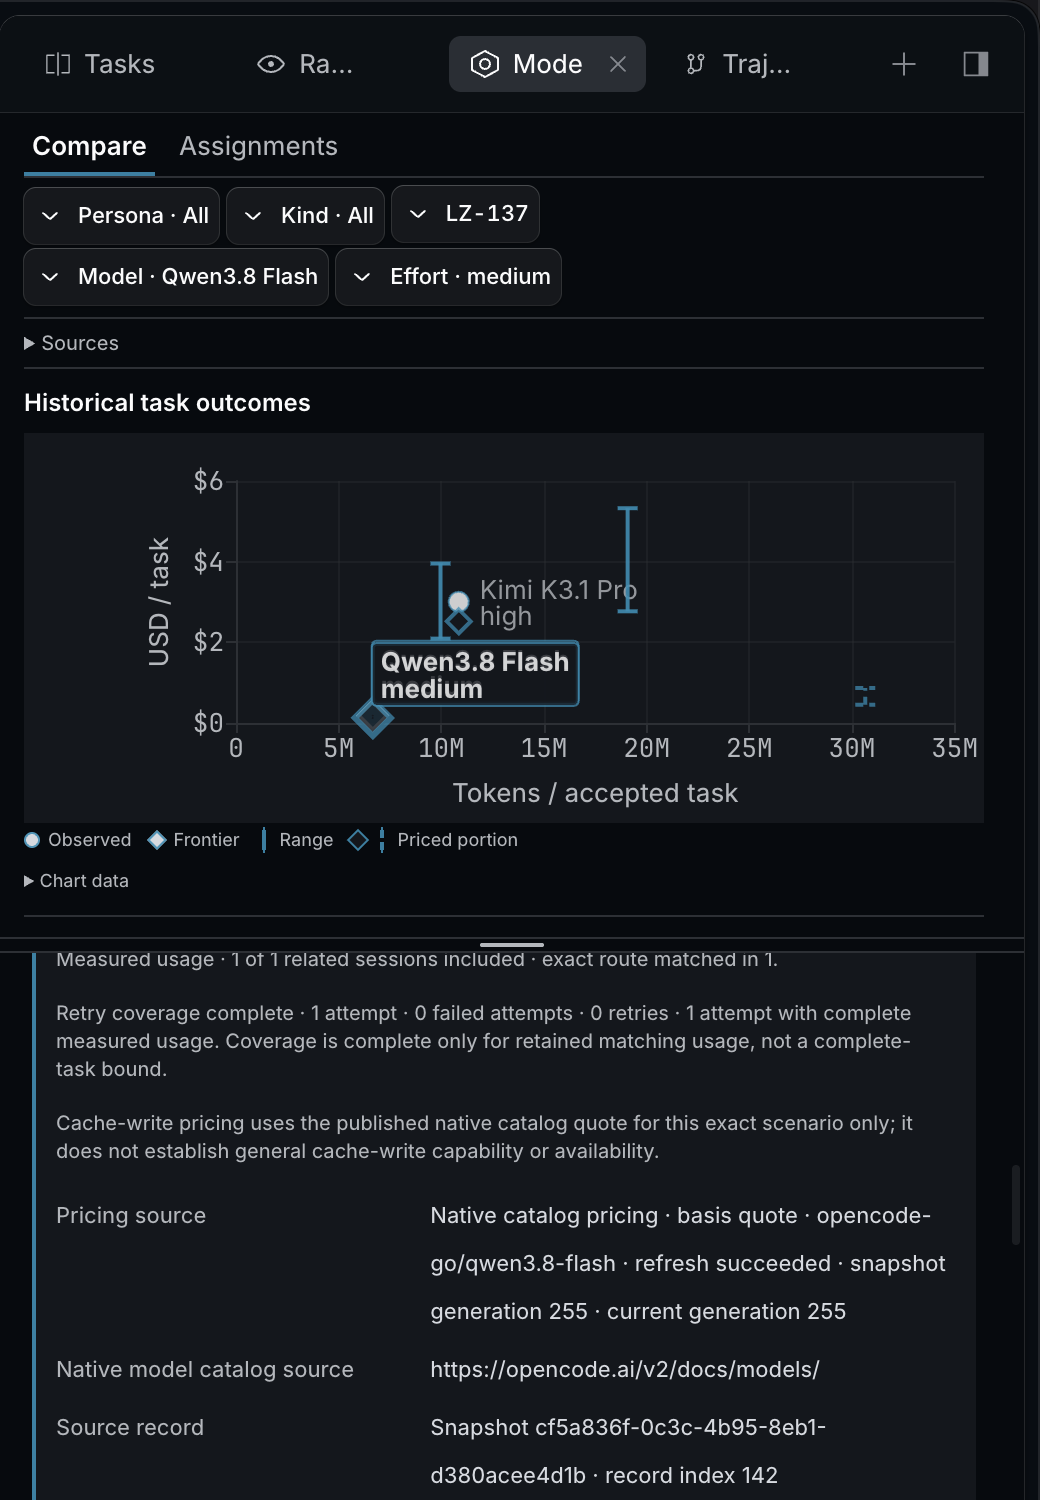 Tasks
Ra...
Mode
Traj...
Compare
Assignments
Persona · All
Kind · All
LZ-137
Model · Qwen3.8 Flash
Effort · medium
Sources
Historical task outcomes
$6
$4
$2
$0
USD / task
Kimi K3.1 Pro
high
Qwen3.8 Flash
medium
0
5M
10M
15M
20M
25M
30M
35M
Tokens / accepted task
Observed
Frontier
Range
Priced portion
Chart data
Measured usage · 1 of 1 related sessions included · exact route matched in 1.
Retry coverage complete · 1 attempt · 0 failed attempts · 0 retries · 1 attempt with complete
measured usage. Coverage is complete only for retained matching usage, not a complete-
task bound.
Cache-write pricing uses the published native catalog quote for this exact scenario only; it
does not establish general cache-write capability or availability.
Pricing source
Native catalog pricing · basis quote · opencode-
go/qwen3.8-flash · refresh succeeded · snapshot
generation 255 · current generation 255
Native model catalog source
https://opencode.ai/v2/docs/models/
Source record
Snapshot cf5a836f-0c3c-4b95-8eb1-
d380acee4d1b · record index 142